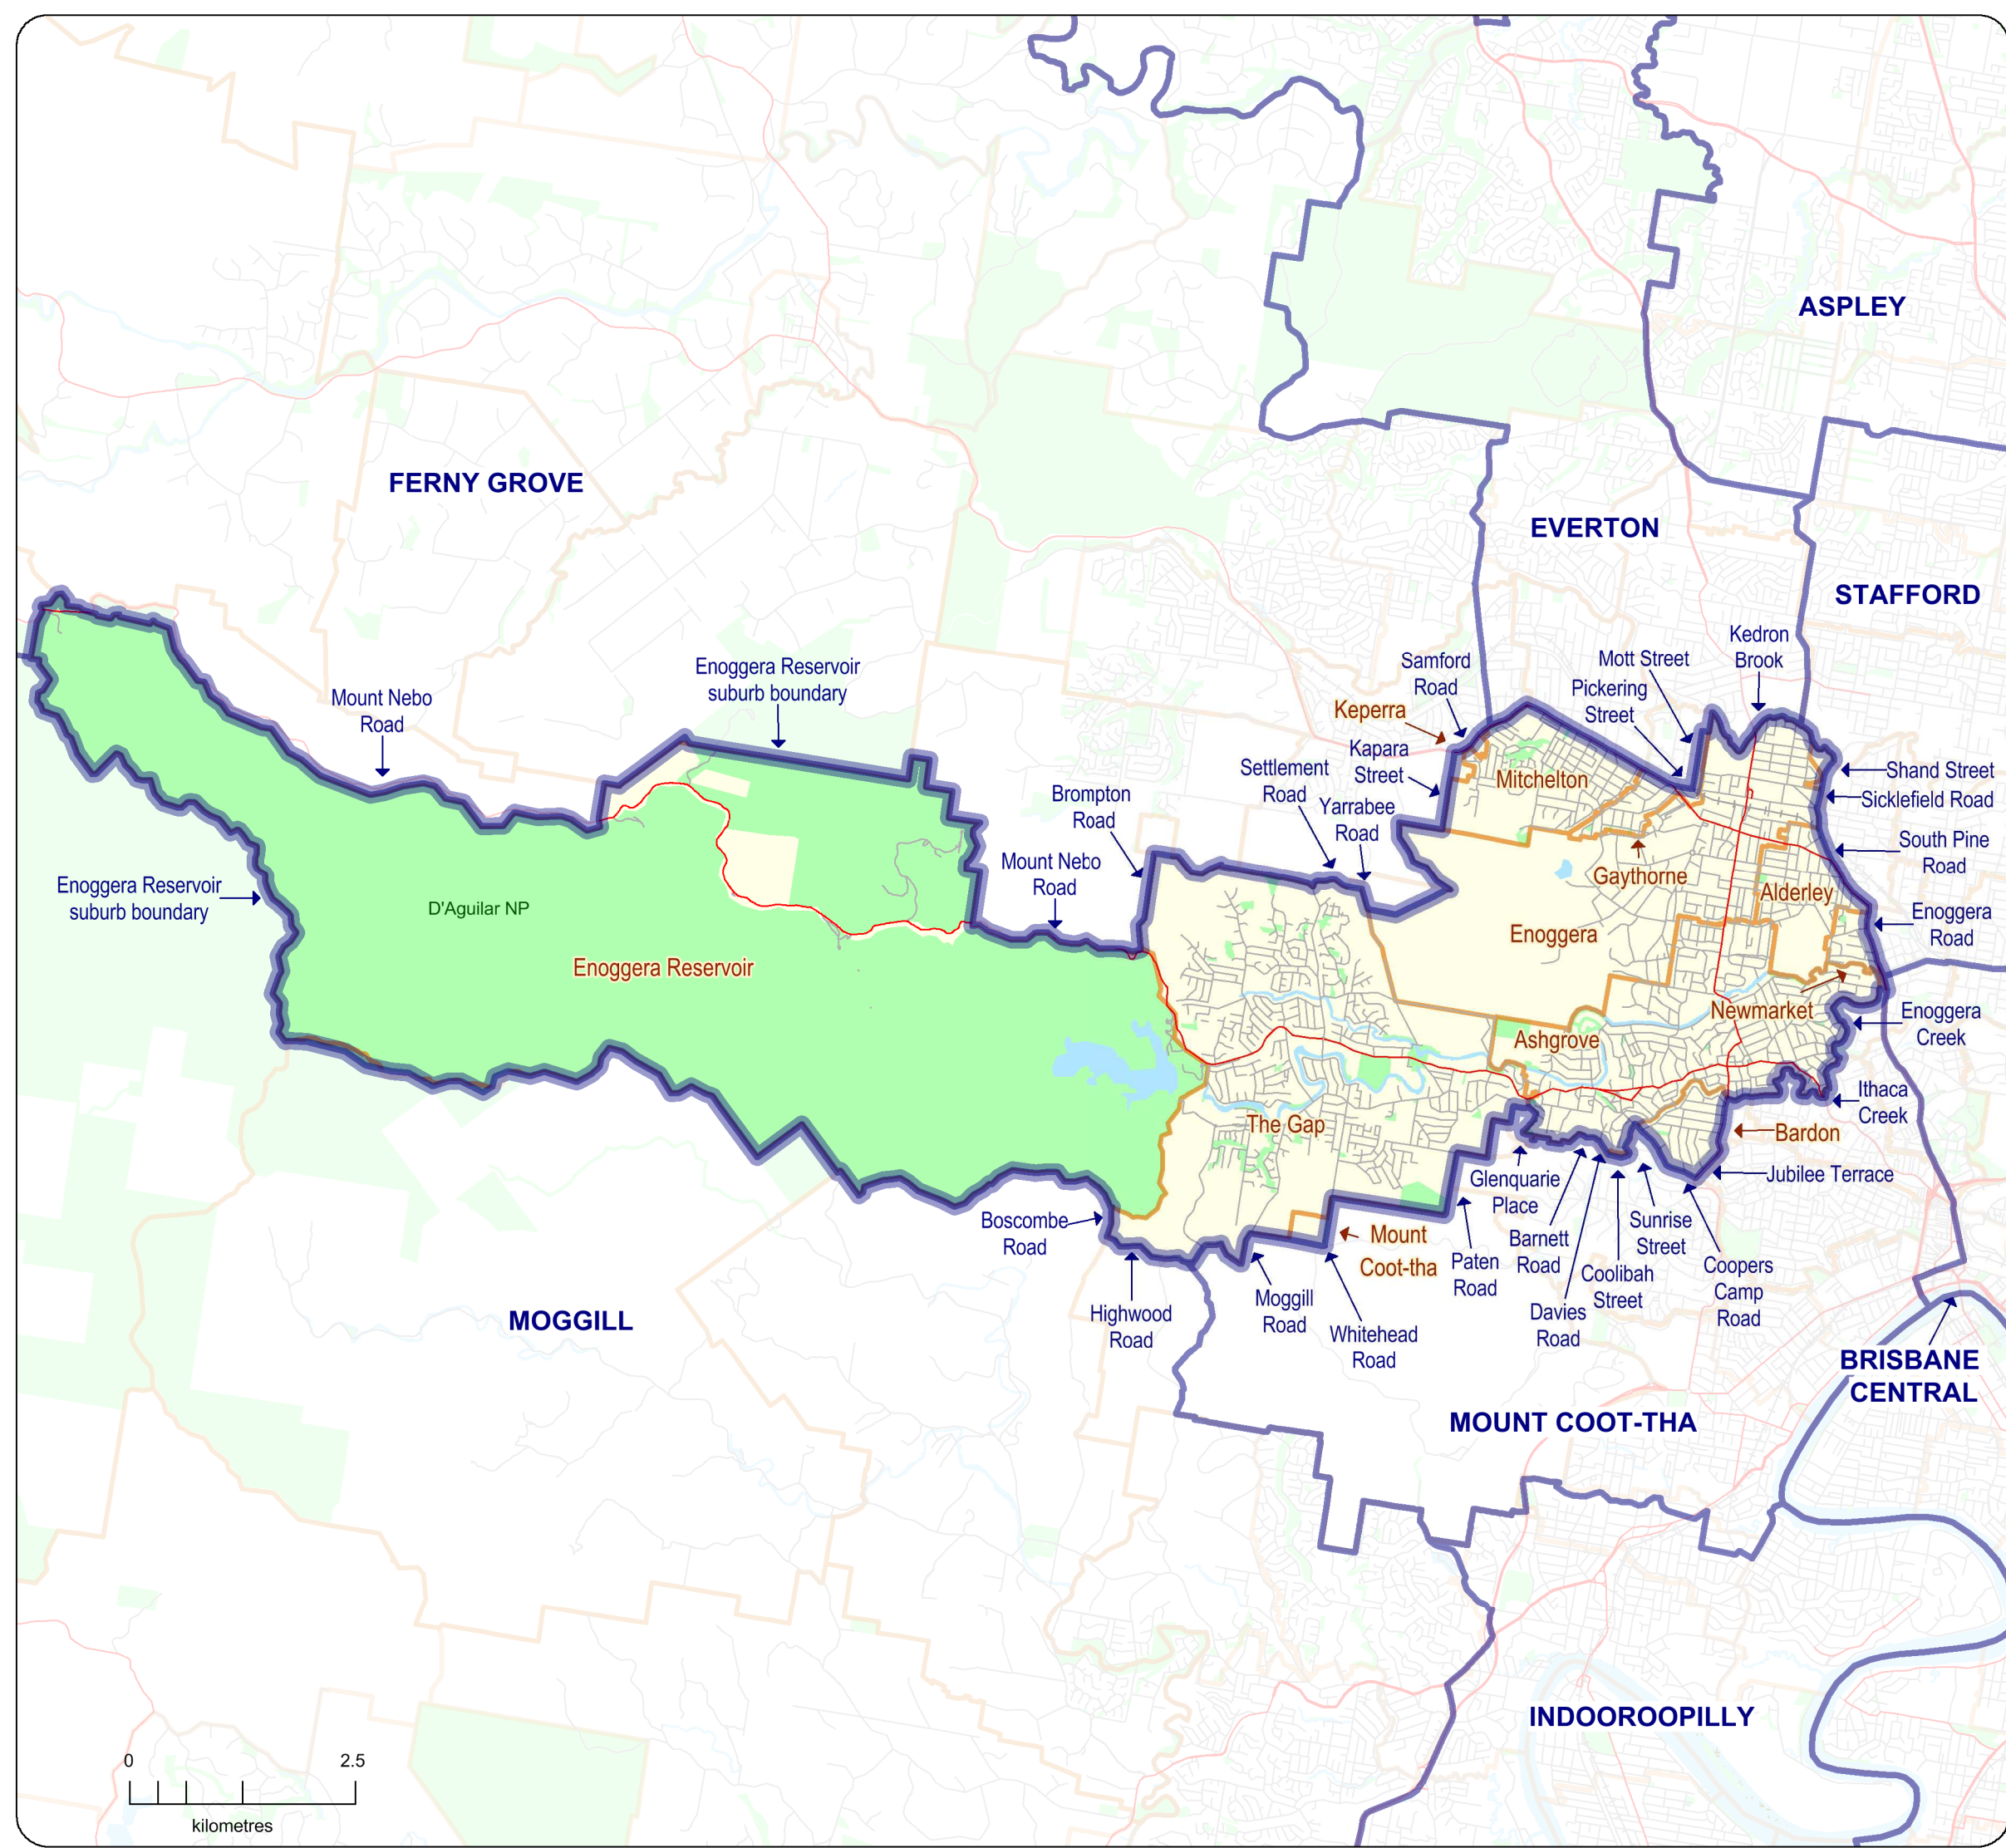 ASPLEY
FERNY GROVE
EVERTON
STAFFORD
Kedron
Brook
Mott Street
Samford
Road
Enoggera Reservoir
suburb boundary
Pickering
Street
Mount Nebo
Road
Keperra
Kapara
Street
Settlement
Road
Mitchelton
Shand Street
Sicklefield Road
Brompton
Road
Yarrabee
Road
South Pine
Road
Mount Nebo
Road
Gaythorne
Alderley
Enoggera Reservoir
suburb boundary
D'Aguilar NP
Enoggera
Road
Enoggera
Enoggera Reservoir
Newmarket
Enoggera
Creek
Ashgrove
Ithaca
Creek
The Gap
Bardon
Jubilee Terrace
Glenquarie
Place
Boscombe
Road
Sunrise
Street
Mount
Coot-tha
Barnett
Road
Paten
Road
Coolibah
Street
Coopers
Camp
Road
Moggill
Road
Highwood
Road
Davies
Road
MOGGILL
Whitehead
Road
BRISBANE
CENTRAL
MOUNT COOT-THA
INDOOROOPILLY
0 2.5
kilometres